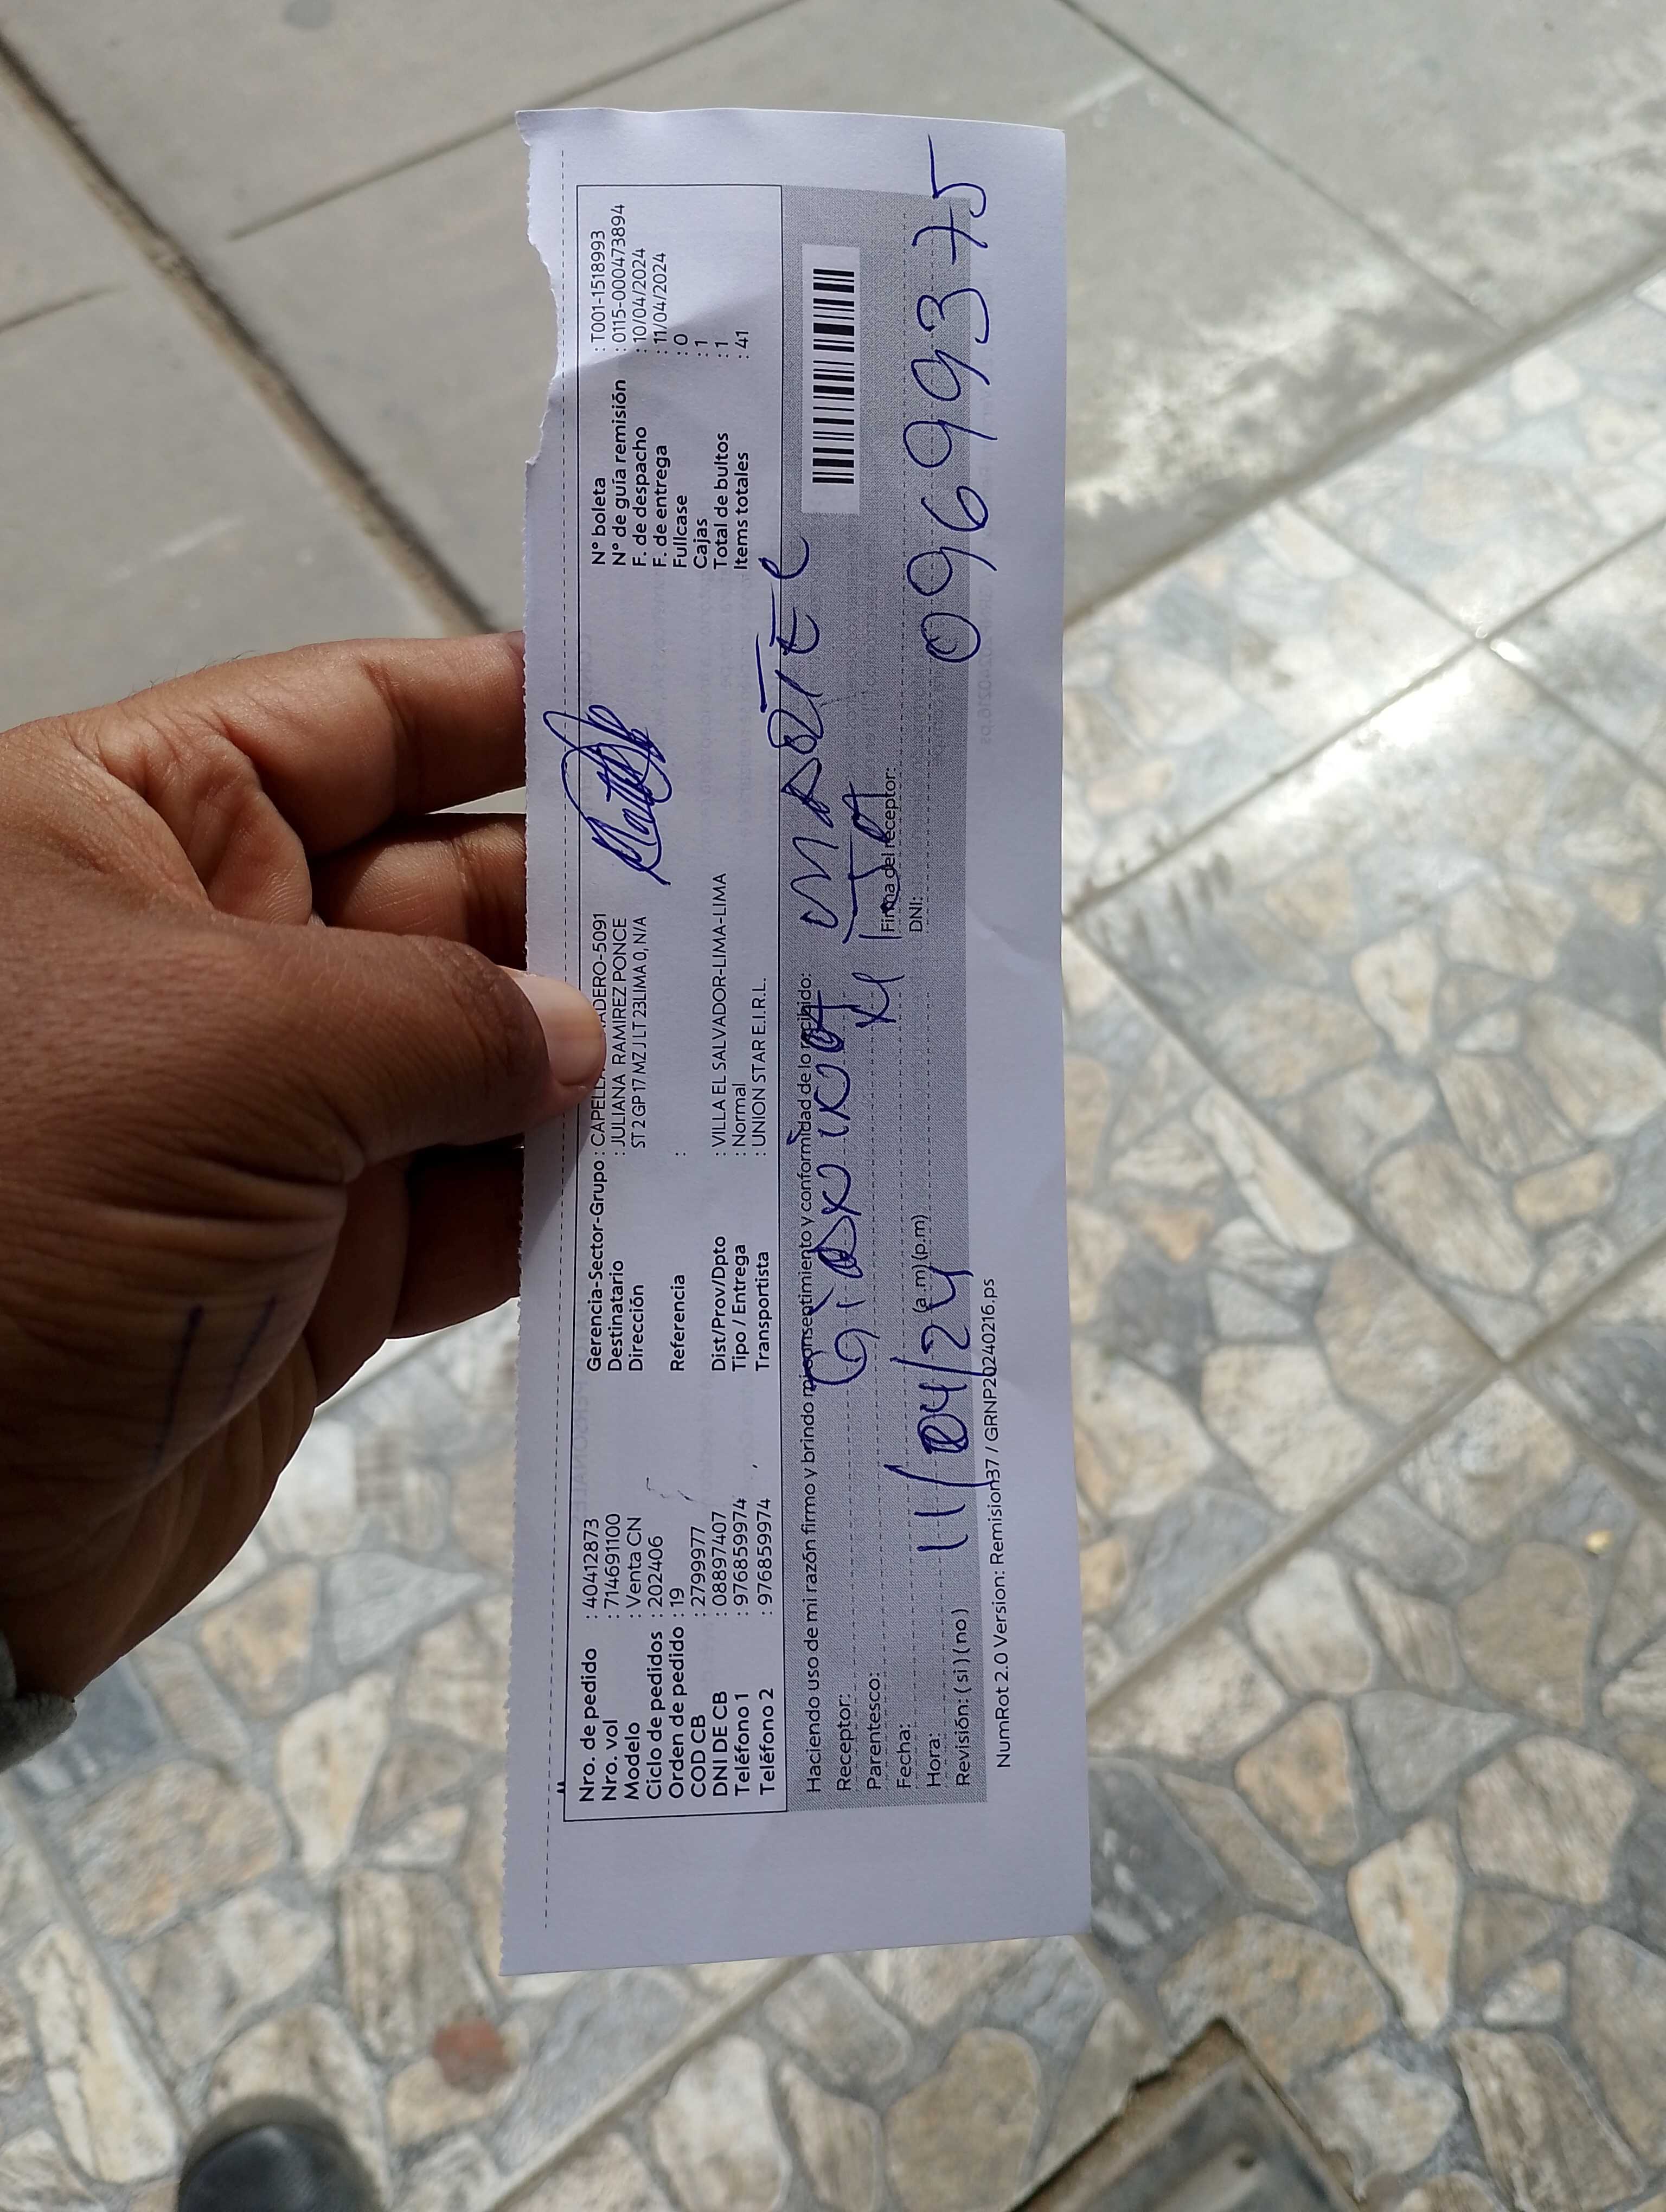 Nro. de pedido : 40412873
Nro. vol : 714691100
Modelo : Venta CN
Ciclo de pedidos : 202406
Orden de pedido : 19
COD CB : 2799977
DNI DE CB : 08897407
Teléfono 1 : 976859974
Teléfono 2 : 976859974
Gerencia-Sector-Grupo : ADERO-5091
Destinatario : JULIANA RAMIREZ PONCE
Dirección ST 2 GP 17 MZ J LT 23LIMA 0, N/A
Referencia :
Dist/Prov/Dpto : VILLA EL SALVADOR-LIMA-LIMA
Tipo / Entrega : Normal
Transportista : UNION STAR E.I.R.L.
N° boleta : T001-1518993
N° de guía remisión : 0115-0000473894
F. de despacho : 10/04/2024
F. de entrega : 11/04/2024
Fullcase : 0
Cajas : 1
Total de bultos : 1
Items totales : 41
Haciendo uso de mi razón firmo y brindo mi consentimiento y conformidad de lo recibido:
Receptor:
Parentesco:
Fecha: 11/04/24
Hora: (a.m) (p.m)
Revisión: ( si ) ( no )
Firma del receptor:
DNI: 09699375
NumRot 2.0 Version: Remision37 / GRNP20240216.ps